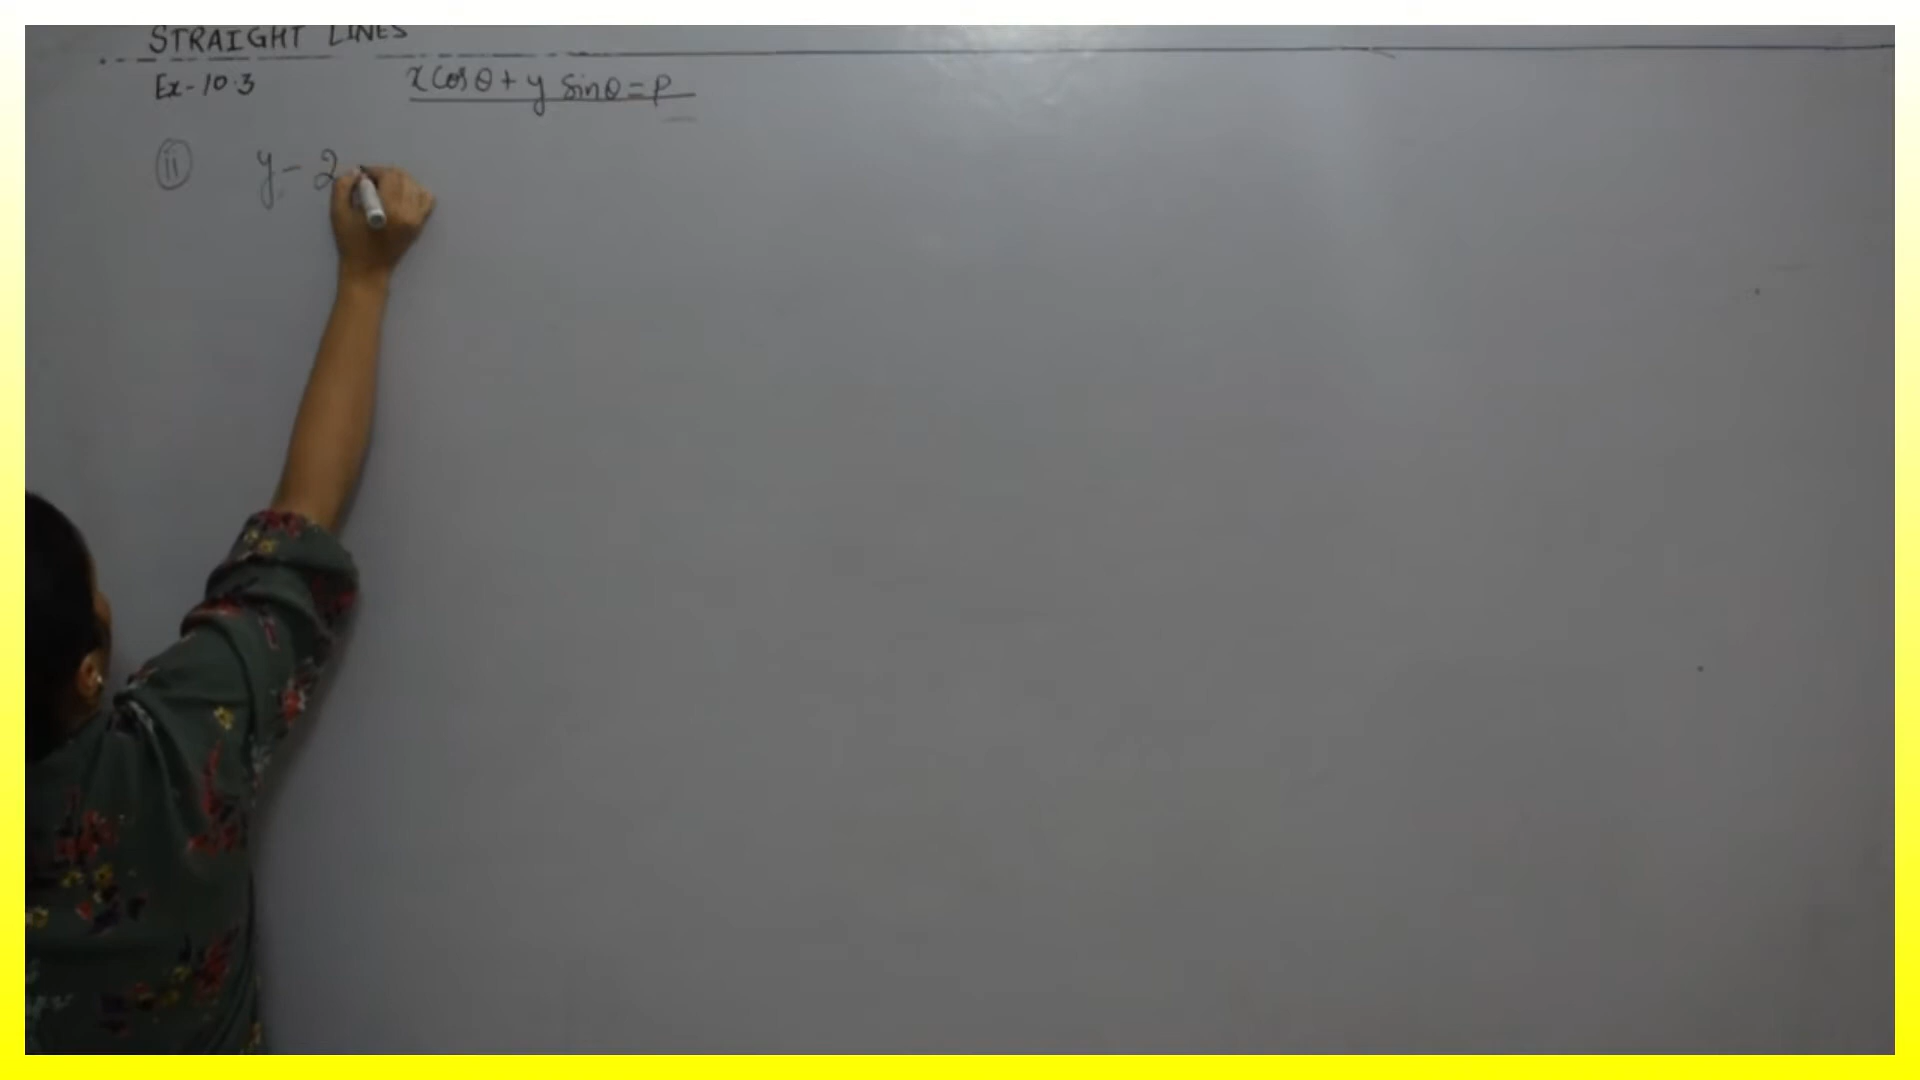 STRAIGHT LINES
Ex-10.3
x cos θ + y sin θ = p
(ii) y - 2